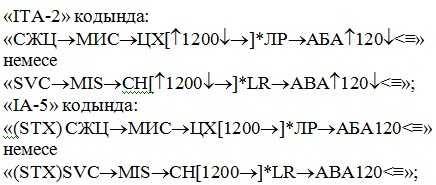 «ITA-2» кодында:
«СЖЦ→МИС→ЦХ[↑1200↓→]*ЛР→АБА↑120↓<≡»
немесе
«SVC→MIS→CH[↑1200↓→]*LR→ABA↑120↓<≡»;
«IA-5» кодында:
«(STX) СЖЦ→МИС→ЦХ[1200→]*ЛР→АБА120<≡»
немесе
«(STX)SVC→MIS→CH[1200→]*LR→ABA120<≡»;